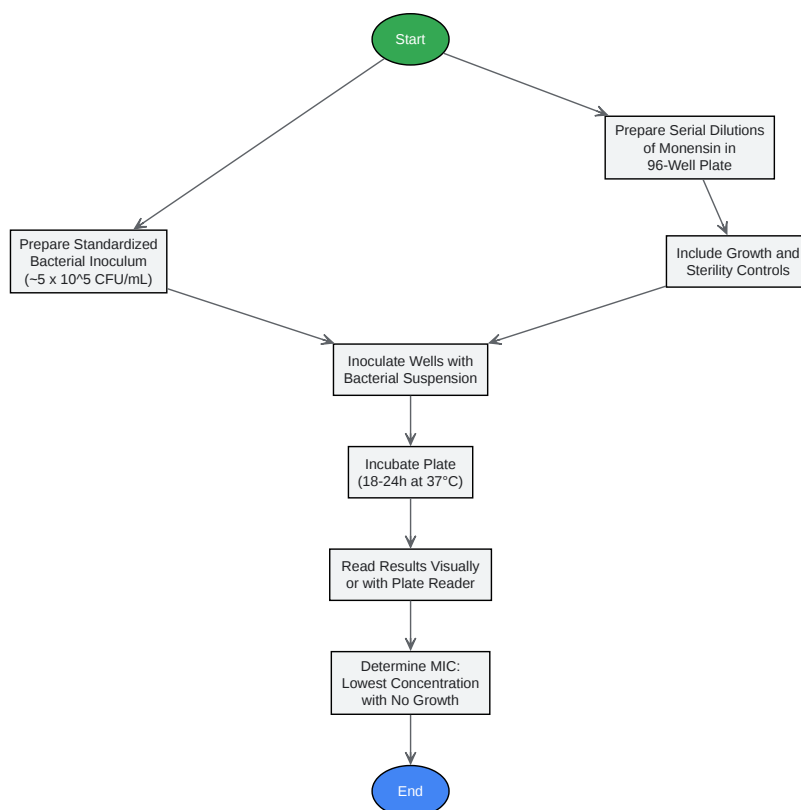 Start
Prepare Serial Dilutions
of Monensin in
96-Well Plate
Prepare Standardized
Bacterial Inoculum
(~5 x 10^5 CFU/mL)
Include Growth and
Sterility Controls
Inoculate Wells with
Bacterial Suspension
Incubate Plate
(18-24h at 37°C)
Read Results Visually
or with Plate Reader
Determine MIC:
Lowest Concentration
with No Growth
End